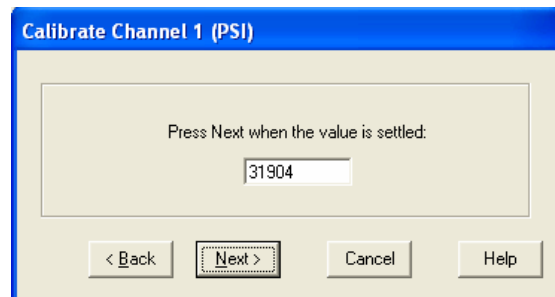 Calibrate Channel 1 (PSI)
Press Next when the value is settled:
31904
< Back Next > Cancel Help